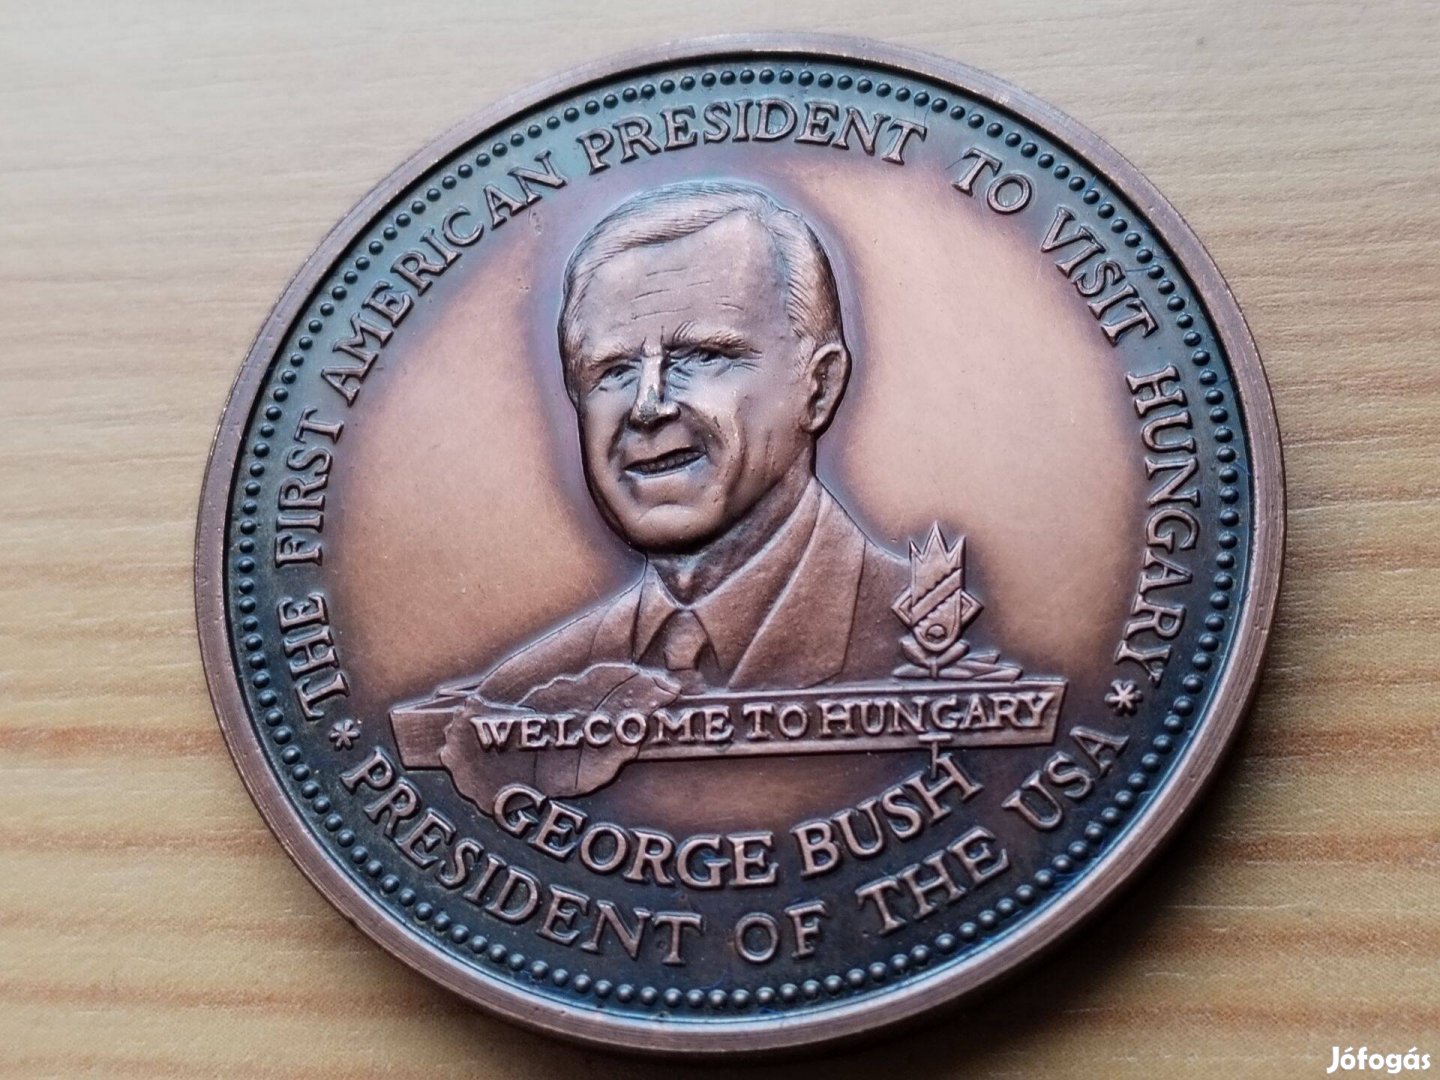 THE FIRST AMERICAN PRESIDENT TO VISIT HUNGARY
WELCOME TO HUNGARY
GEORGE BUSH
* PRESIDENT OF THE USA *
Jófogás